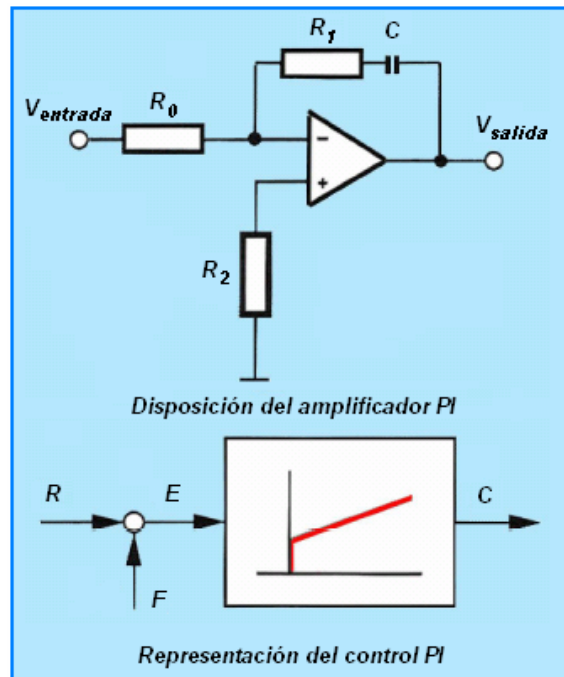 R1 C
Ventrada R0
Vsalida
−
+
R2
Disposición del amplificador PI
R E C
F
Representación del control PI